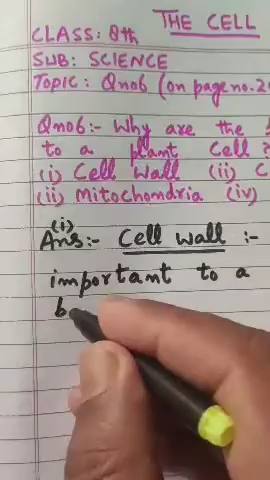 THE CELL
CLASS: 8th
SUB: SCIENCE
Topic: Qno6 (on page no.2
Qno6:- Why are the
to a plant cell?
(i) Cell Wall (ii) C
(ii) Mitochondria (iv)
(i)
Ans:- Cell wall :-
important to a
b